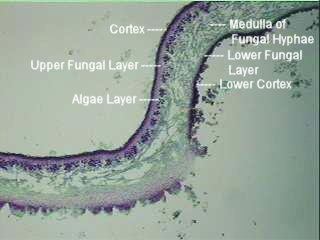 Cortex
Upper Fungal Layer
Algae Layer
Medulla of
Fungal Hyphae
Lower Fungal
Layer
Lower Cortex